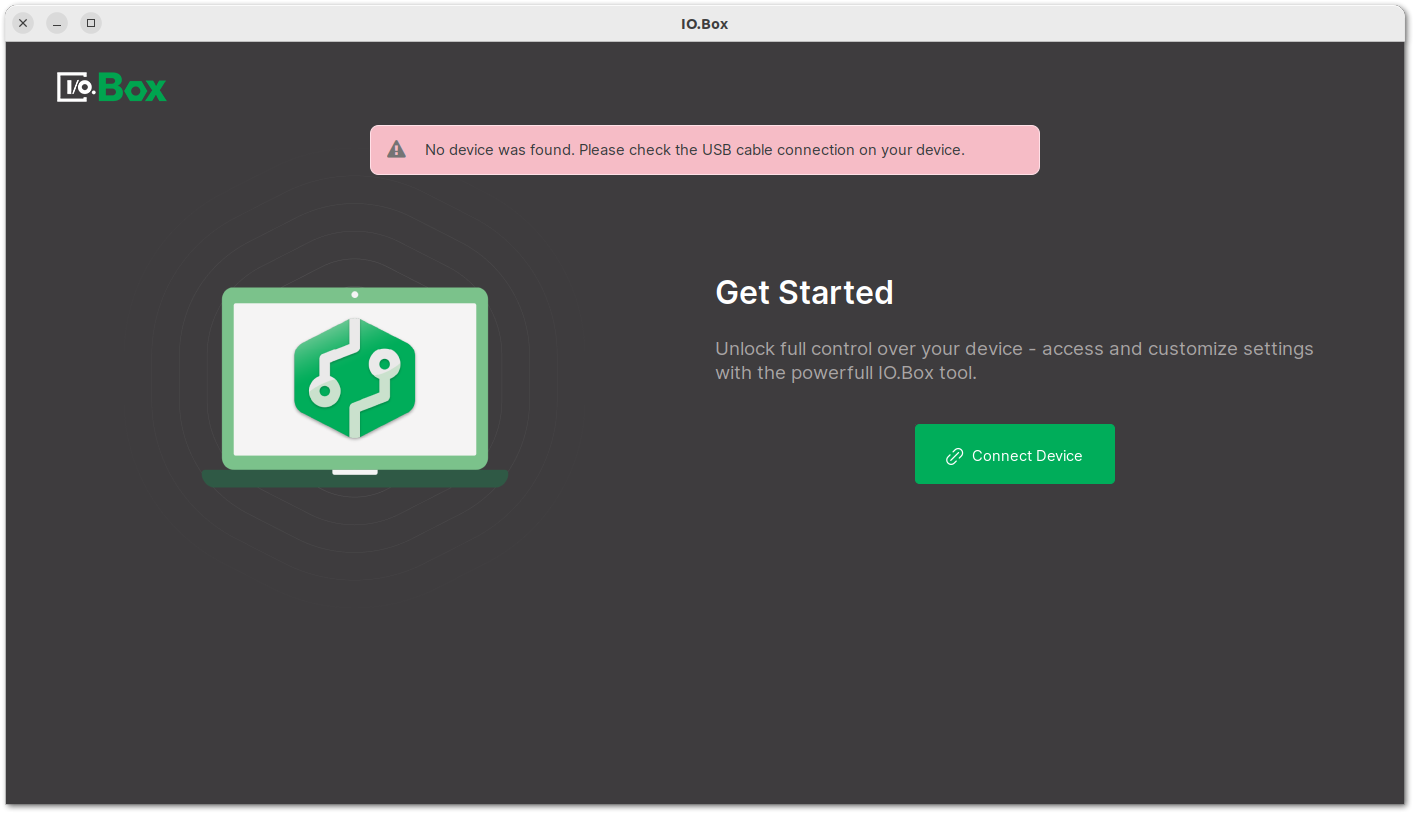 IO.Box
I/O.Box
No device was found. Please check the USB cable connection on your device.
Get Started
Unlock full control over your device - access and customize settings
with the powerfull IO.Box tool.
Connect Device